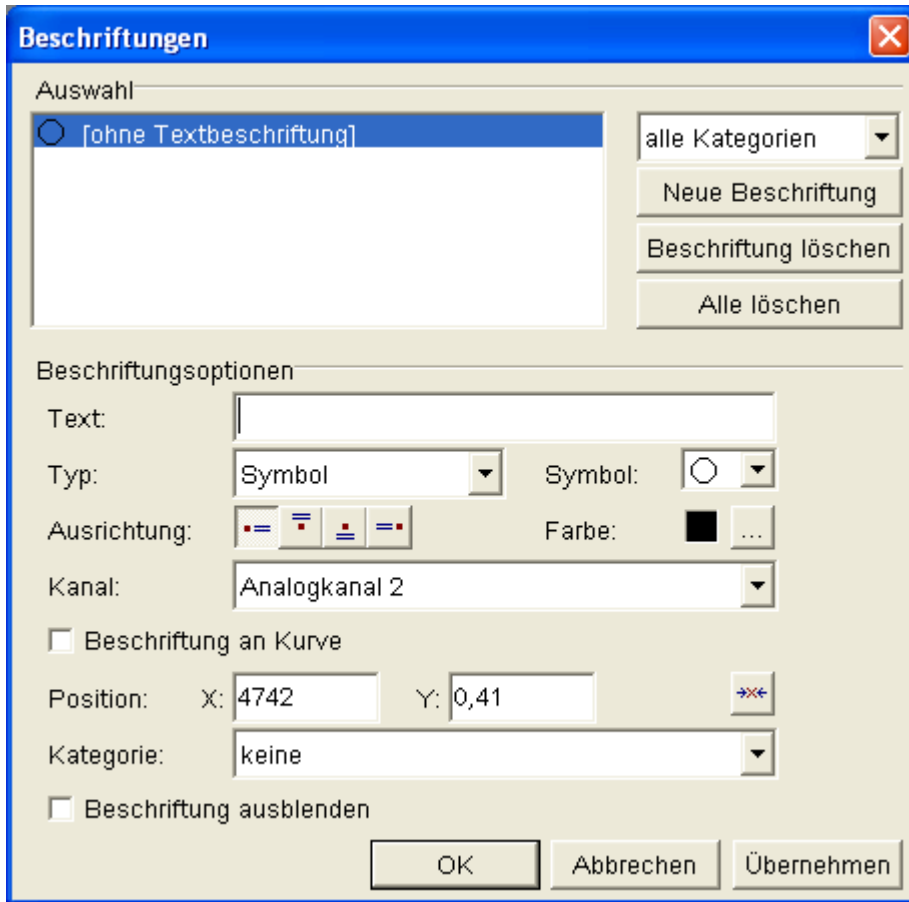 Beschriftungen
Auswahl
[ohne Textbeschriftung]
alle Kategorien
Neue Beschriftung
Beschriftung löschen
Alle löschen
Beschriftungsoptionen
Text:
Typ: Symbol Symbol:
Ausrichtung: Farbe: ...
Kanal: Analogkanal 2
Beschriftung an Kurve
Position: X: 4742 Y: 0,41
Kategorie: keine
Beschriftung ausblenden
OK Abbrechen Übernehmen